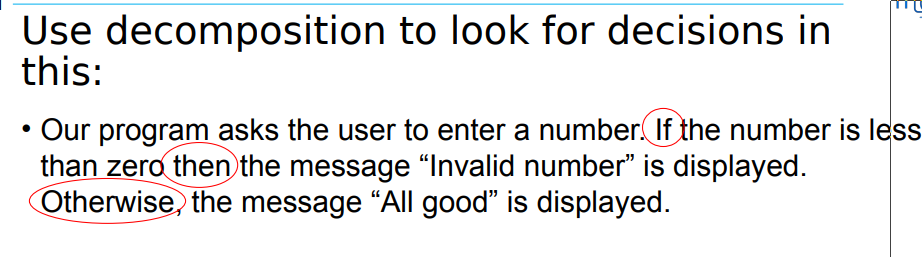 Use decomposition to look for decisions in
this:
• Our program asks the user to enter a number. If the number is less
than zero then the message “Invalid number” is displayed.
Otherwise, the message “All good” is displayed.